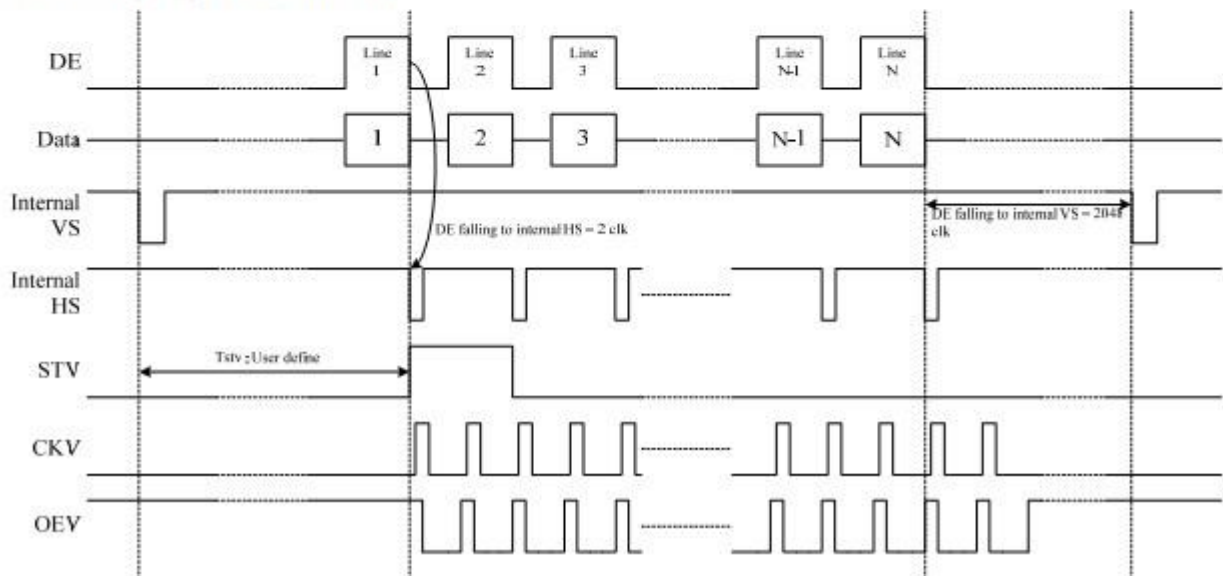 DE
Line
1
Line
2
Line
3
Line
N-1
Line
N
Data
1
2
3
N-1
N
Internal
VS
DE falling to internal HS = 2 clk
DE falling to internal VS = 2048
clk
Internal
HS
STV
Tstv : User define
CKV
OEV